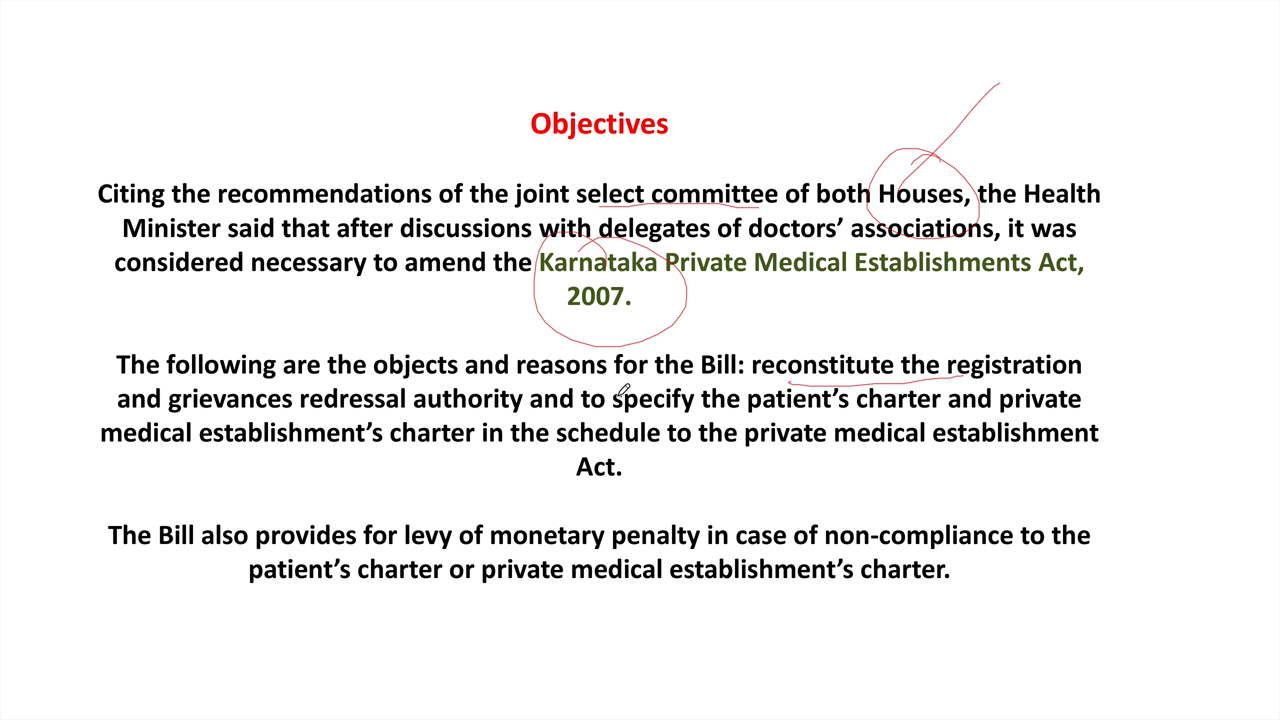 Objectives
Citing the recommendations of the joint select committee of both Houses, the Health
Minister said that after discussions with delegates of doctors’ associations, it was
considered necessary to amend the Karnataka Private Medical Establishments Act,
2007.
The following are the objects and reasons for the Bill: reconstitute the registration
and grievances redressal authority and to specify the patient’s charter and private
medical establishment’s charter in the schedule to the private medical establishment
Act.
The Bill also provides for levy of monetary penalty in case of non-compliance to the
patient’s charter or private medical establishment’s charter.